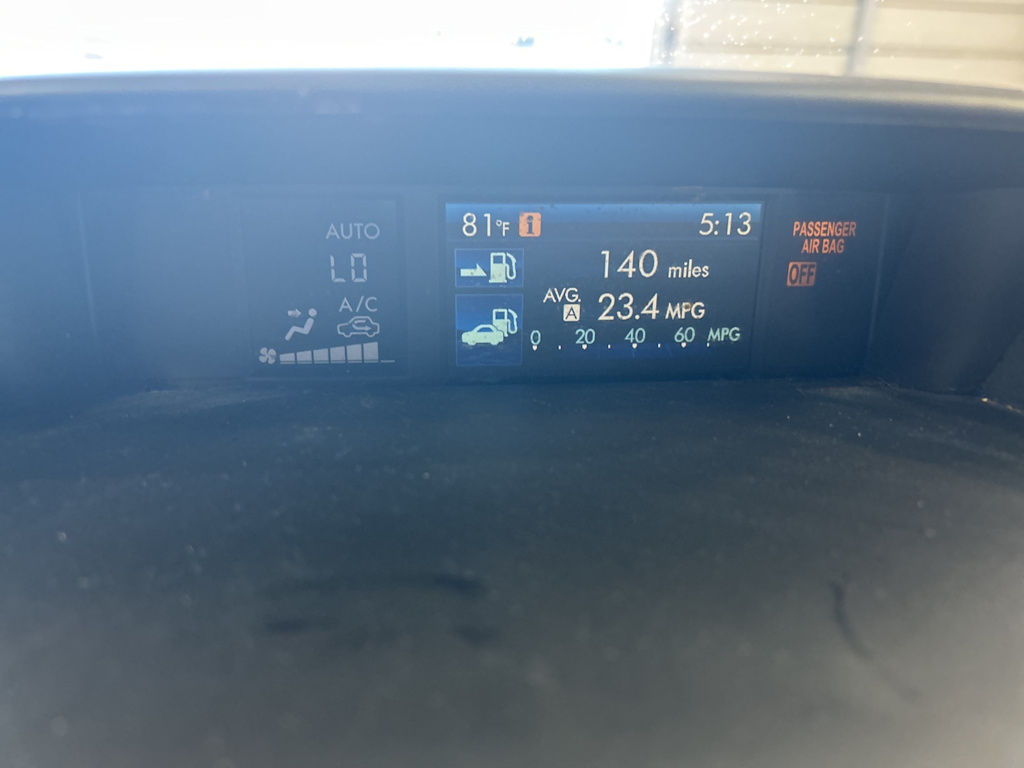 AUTO
LO
A/C
81°F i 5:13
140 miles
AVG. A 23.4 MPG
0 20 40 60 MPG
PASSENGER
AIR BAG
OFF